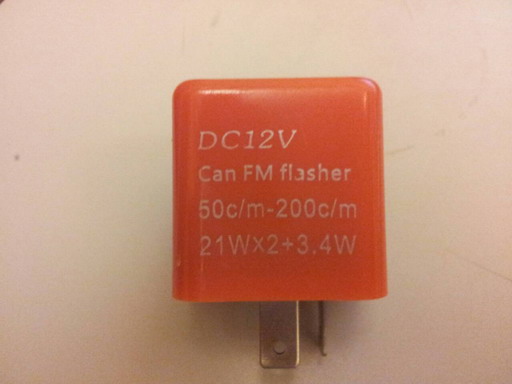 DC12V
Can FM flasher
50c/m-200c/m
21W×2+3.4W